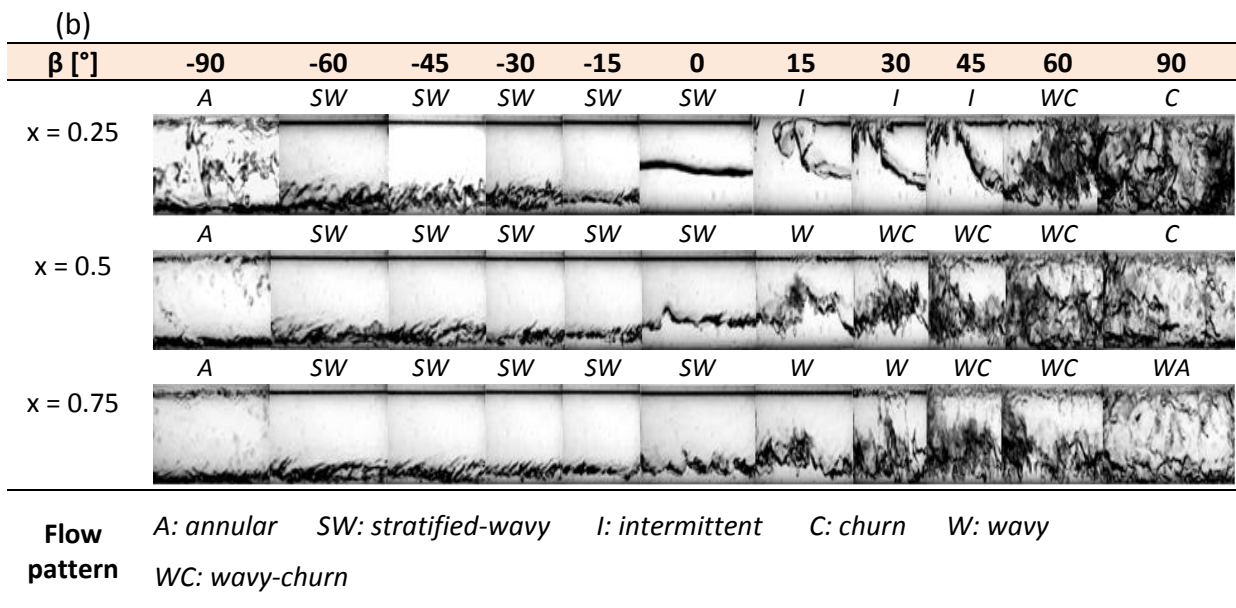 (b)
β [°] -90 -60 -45 -30 -15 0 15 30 45 60 90
A SW SW SW SW SW I I I WC C
x = 0.25
A SW SW SW SW SW W WC WC WC C
x = 0.5
A SW SW SW SW SW W W WC WC WA
x = 0.75
Flow pattern
A: annular SW: stratified-wavy I: intermittent C: churn W: wavy
WC: wavy-churn